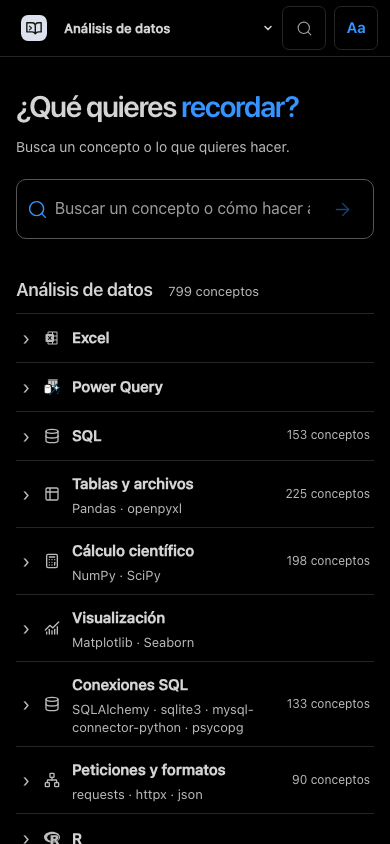 Análisis de datos
Aa
¿Qué quieres recordar?
Busca un concepto o lo que quieres hacer.
Buscar un concepto o cómo hacer
Análisis de datos 799 conceptos
Excel
Power Query
SQL 153 conceptos
Tablas y archivos
225 conceptos
Pandas · openpyxl
Cálculo científico
198 conceptos
NumPy · SciPy
Visualización
Matplotlib · Seaborn
Conexiones SQL
133 conceptos
SQLAlchemy · sqlite3 · mysql-
connector-python · psycopg
Peticiones y formatos
90 conceptos
requests · httpx · json
R